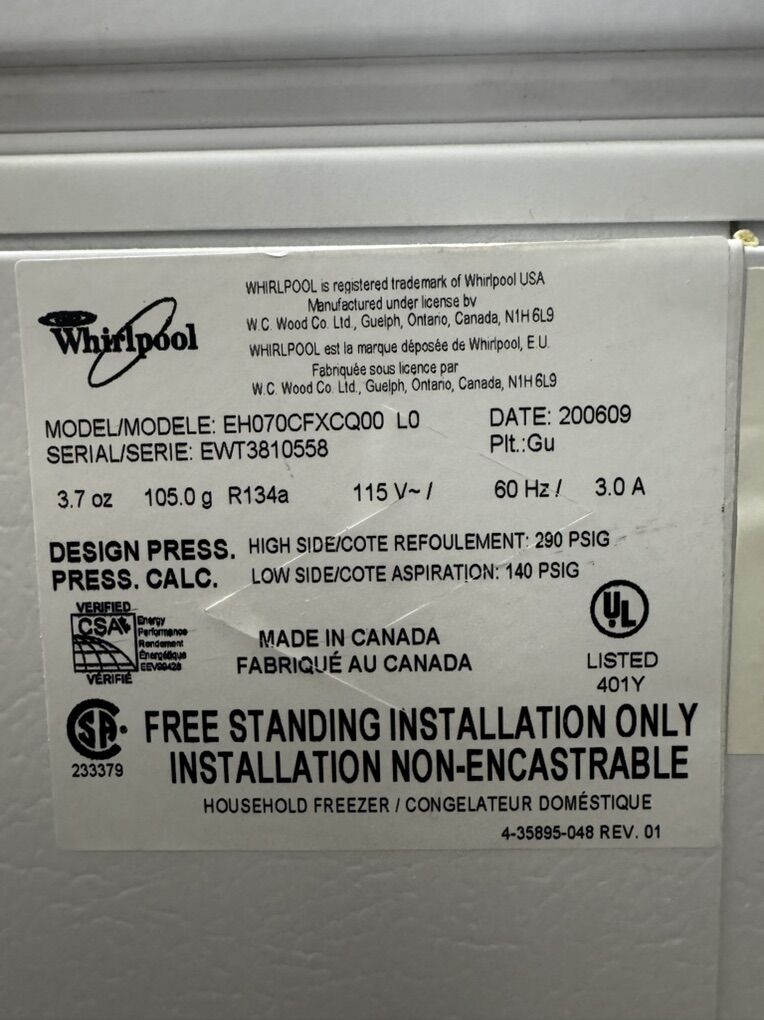 Whirlpool
WHIRLPOOL is registered trademark of Whirlpool USA
Manufactured under license by
W.C. Wood Co. Ltd., Guelph, Ontario, Canada, N1H 6L9
WHIRLPOOL est la marque déposée de Whirlpool, E.U.
Fabriquée sous licence par
W.C. Wood Co. Ltd., Guelph, Ontario, Canada, N1H 6L9
MODEL/MODELE: EH070CFXCQ00 L0 DATE: 200609
SERIAL/SERIE: EWT3810558 Plt.:Gu
3.7 oz 105.0 g R134a 115 V~ / 60 Hz / 3.0 A
DESIGN PRESS. HIGH SIDE/COTE REFOULEMENT: 290 PSIG
PRESS. CALC. LOW SIDE/COTE ASPIRATION: 140 PSIG
VERIFIED
CSA
Energy
Performance
Rendement
Énergétique
EEV99428
VÉRIFIÉ
MADE IN CANADA
FABRIQUÉ AU CANADA
UL
LISTED
401Y
SA
233379
FREE STANDING INSTALLATION ONLY
INSTALLATION NON-ENCASTRABLE
HOUSEHOLD FREEZER / CONGELATEUR DOMÉSTIQUE
4-35895-048 REV. 01